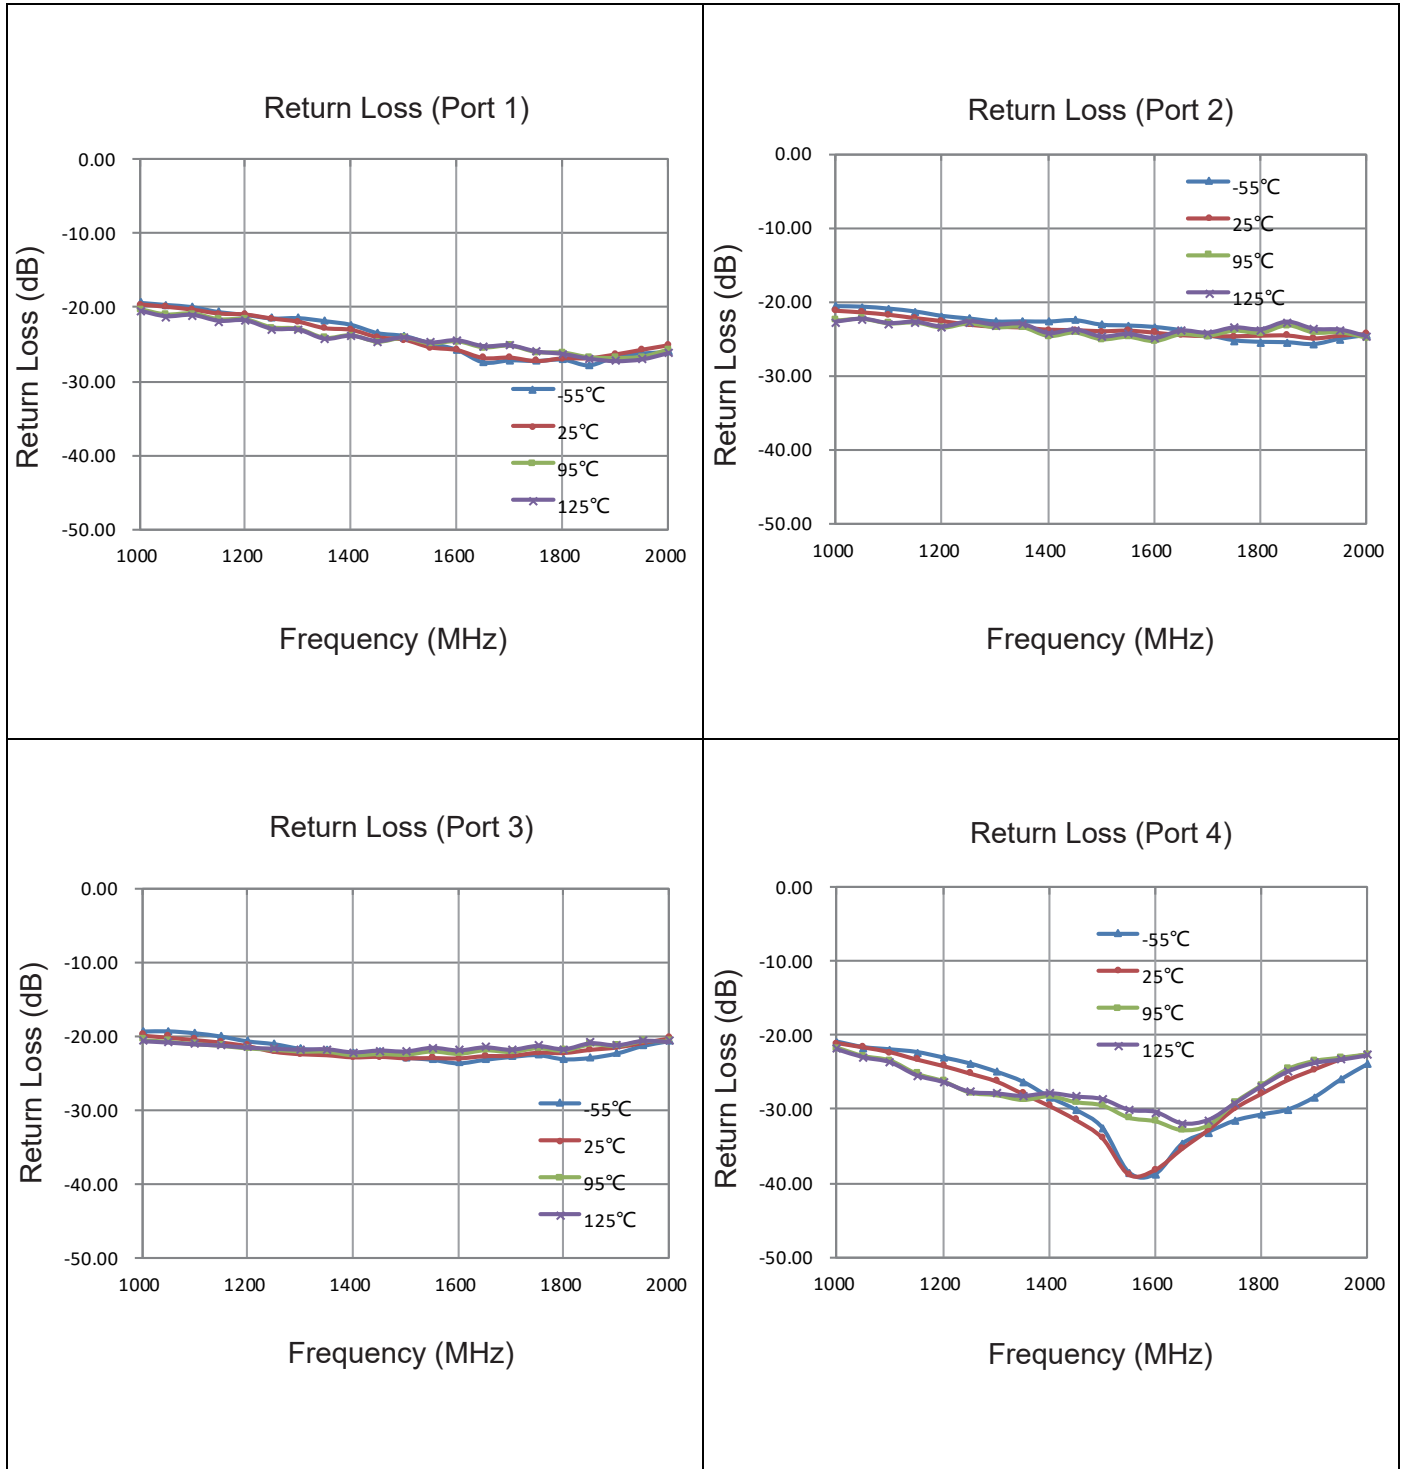 Return Loss (Port 1)
0.00
-10.00
-20.00
-30.00
-40.00
-50.00
1000 1200 1400 1600 1800 2000
-55℃
25℃
95℃
125℃
Return Loss (dB)
Frequency (MHz)
Return Loss (Port 2)
0.00
-10.00
-20.00
-30.00
-40.00
-50.00
1000 1200 1400 1600 1800 2000
-55℃
25℃
95℃
125℃
Return Loss (dB)
Frequency (MHz)
Return Loss (Port 3)
0.00
-10.00
-20.00
-30.00
-40.00
-50.00
1000 1200 1400 1600 1800 2000
-55℃
25℃
95℃
125℃
Return Loss (dB)
Frequency (MHz)
Return Loss (Port 4)
0.00
-10.00
-20.00
-30.00
-40.00
-50.00
1000 1200 1400 1600 1800 2000
-55℃
25℃
95℃
125℃
Return Loss (dB)
Frequency (MHz)